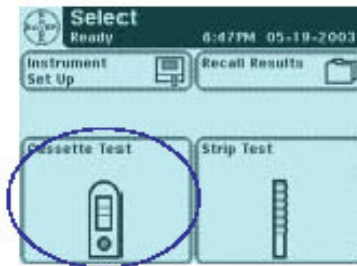 Select
Ready 6:47PM 05-19-2003
Instrument Set Up
Recall Results
Cassette Test
Strip Test